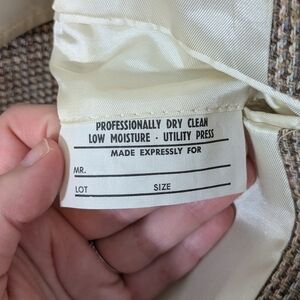 PROFESSIONALLY DRY CLEAN
LOW MOISTURE - UTILITY PRESS
MADE EXPRESSLY FOR
MR.
LOT SIZE